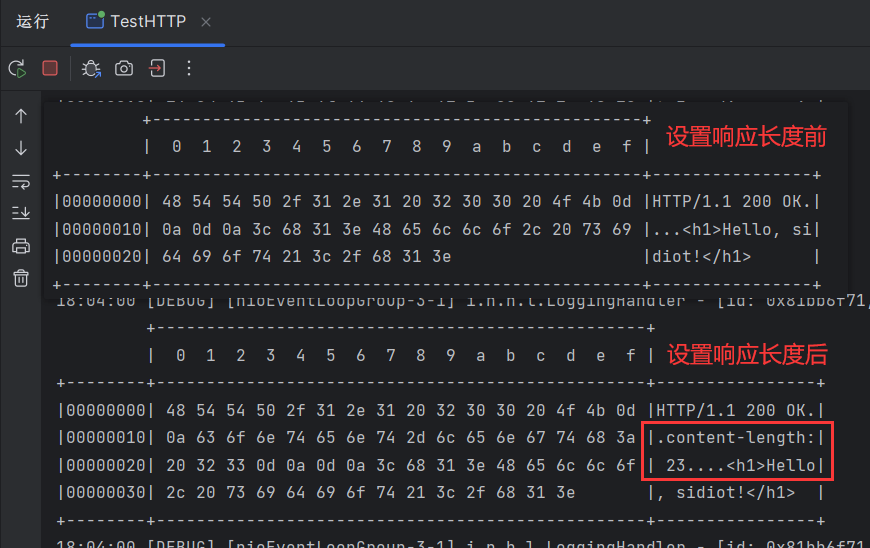 运行 TestHTTP
+-------------------------------------------------+
| 0 1 2 3 4 5 6 7 8 9 a b c d e f | 设置响应长度前
+--------+-------------------------------------------------+----------------+
|00000000| 48 54 54 50 2f 31 2e 31 20 32 30 30 20 4f 4b 0d |HTTP/1.1 200 OK.|
|00000010| 0a 0d 0a 3c 68 31 3e 48 65 6c 6c 6f 2c 20 73 69 |...<h1>Hello, si|
|00000020| 64 69 6f 74 21 3c 2f 68 31 3e |diot!</h1> |
+--------+-------------------------------------------------+----------------+
18:04:00 [DEBUG] [nioEventLoopGroup-3-1] i.n.h.l.LoggingHandler - [id: 0x81bb6f71,
+-------------------------------------------------+
| 0 1 2 3 4 5 6 7 8 9 a b c d e f | 设置响应长度后
+--------+-------------------------------------------------+----------------+
|00000000| 48 54 54 50 2f 31 2e 31 20 32 30 30 20 4f 4b 0d |HTTP/1.1 200 OK.|
|00000010| 0a 63 6f 6e 74 65 6e 74 2d 6c 65 6e 67 74 68 3a |.content-length:|
|00000020| 20 32 33 0d 0a 0d 0a 3c 68 31 3e 48 65 6c 6c 6f | 23....<h1>Hello|
|00000030| 2c 20 73 69 64 69 6f 74 21 3c 2f 68 31 3e |, sidiot!</h1> |
+--------+-------------------------------------------------+----------------+
18:04:00 [DEBUG] [nioEventLoopGroup-3-1] i.n.h.l.LoggingHandler - [id: 0x81bb6f71,